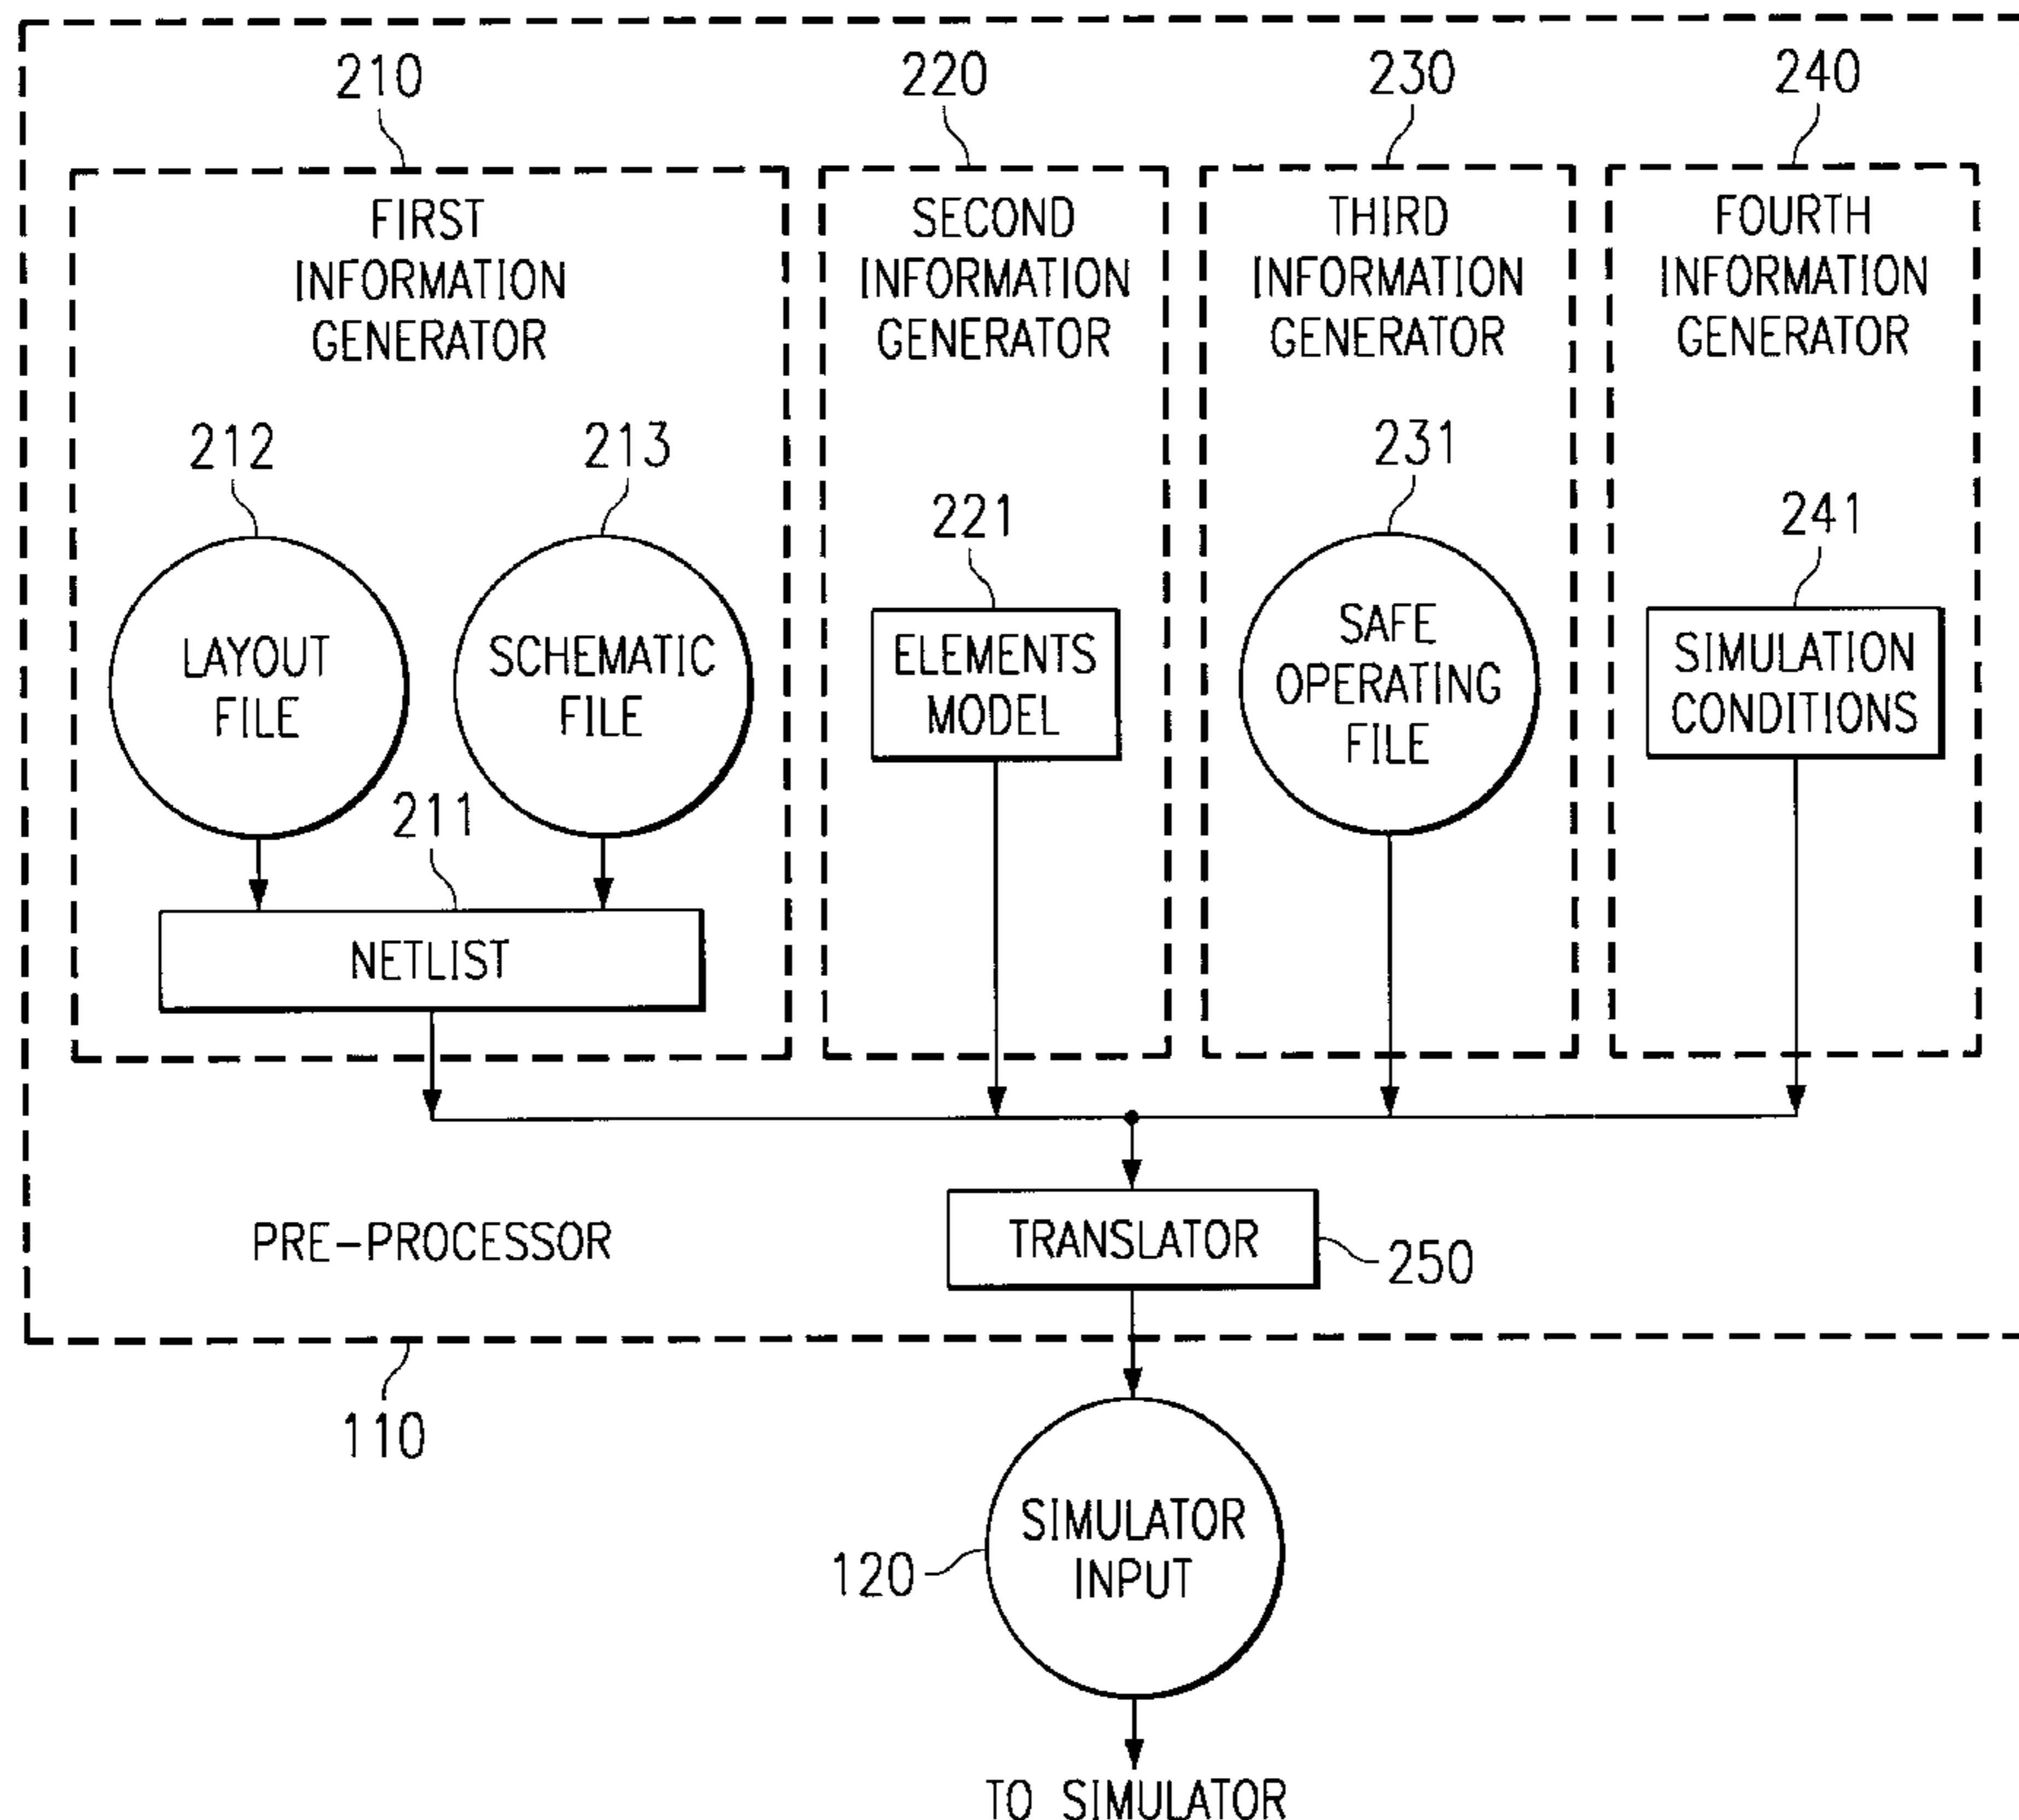 210
220
230
240
FIRST
INFORMATION
GENERATOR
SECOND
INFORMATION
GENERATOR
THIRD
INFORMATION
GENERATOR
FOURTH
INFORMATION
GENERATOR
212
213
221
231
241
LAYOUT
FILE
SCHEMATIC
FILE
ELEMENTS
MODEL
SAFE
OPERATING
FILE
SIMULATION
CONDITIONS
211
NETLIST
PRE-PROCESSOR
TRANSLATOR
250
110
SIMULATOR
INPUT
120
TO SIMULATOR